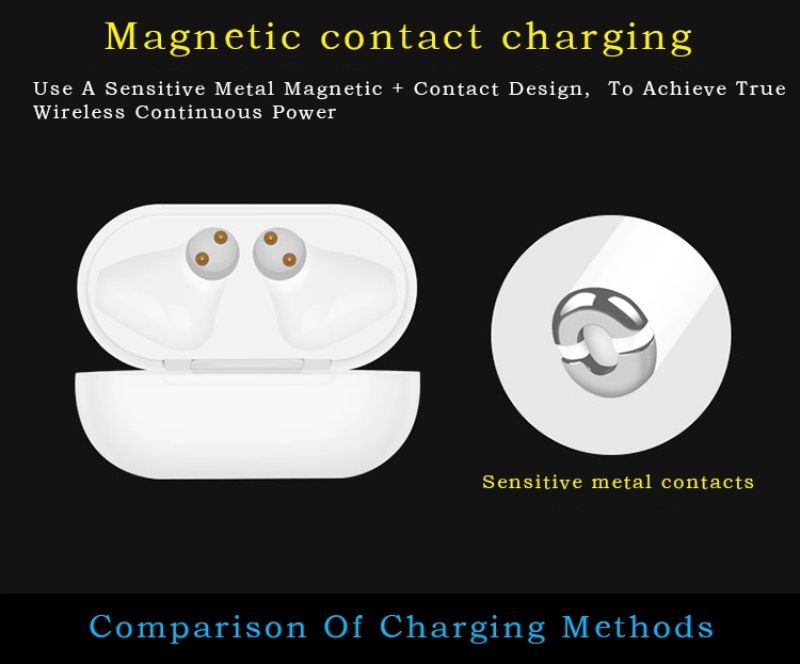 Magnetic contact charging
Use A Sensitive Metal Magnetic + Contact Design, To Achieve True
Wireless Continuous Power
Sensitive metal contacts
Comparison Of Charging Methods